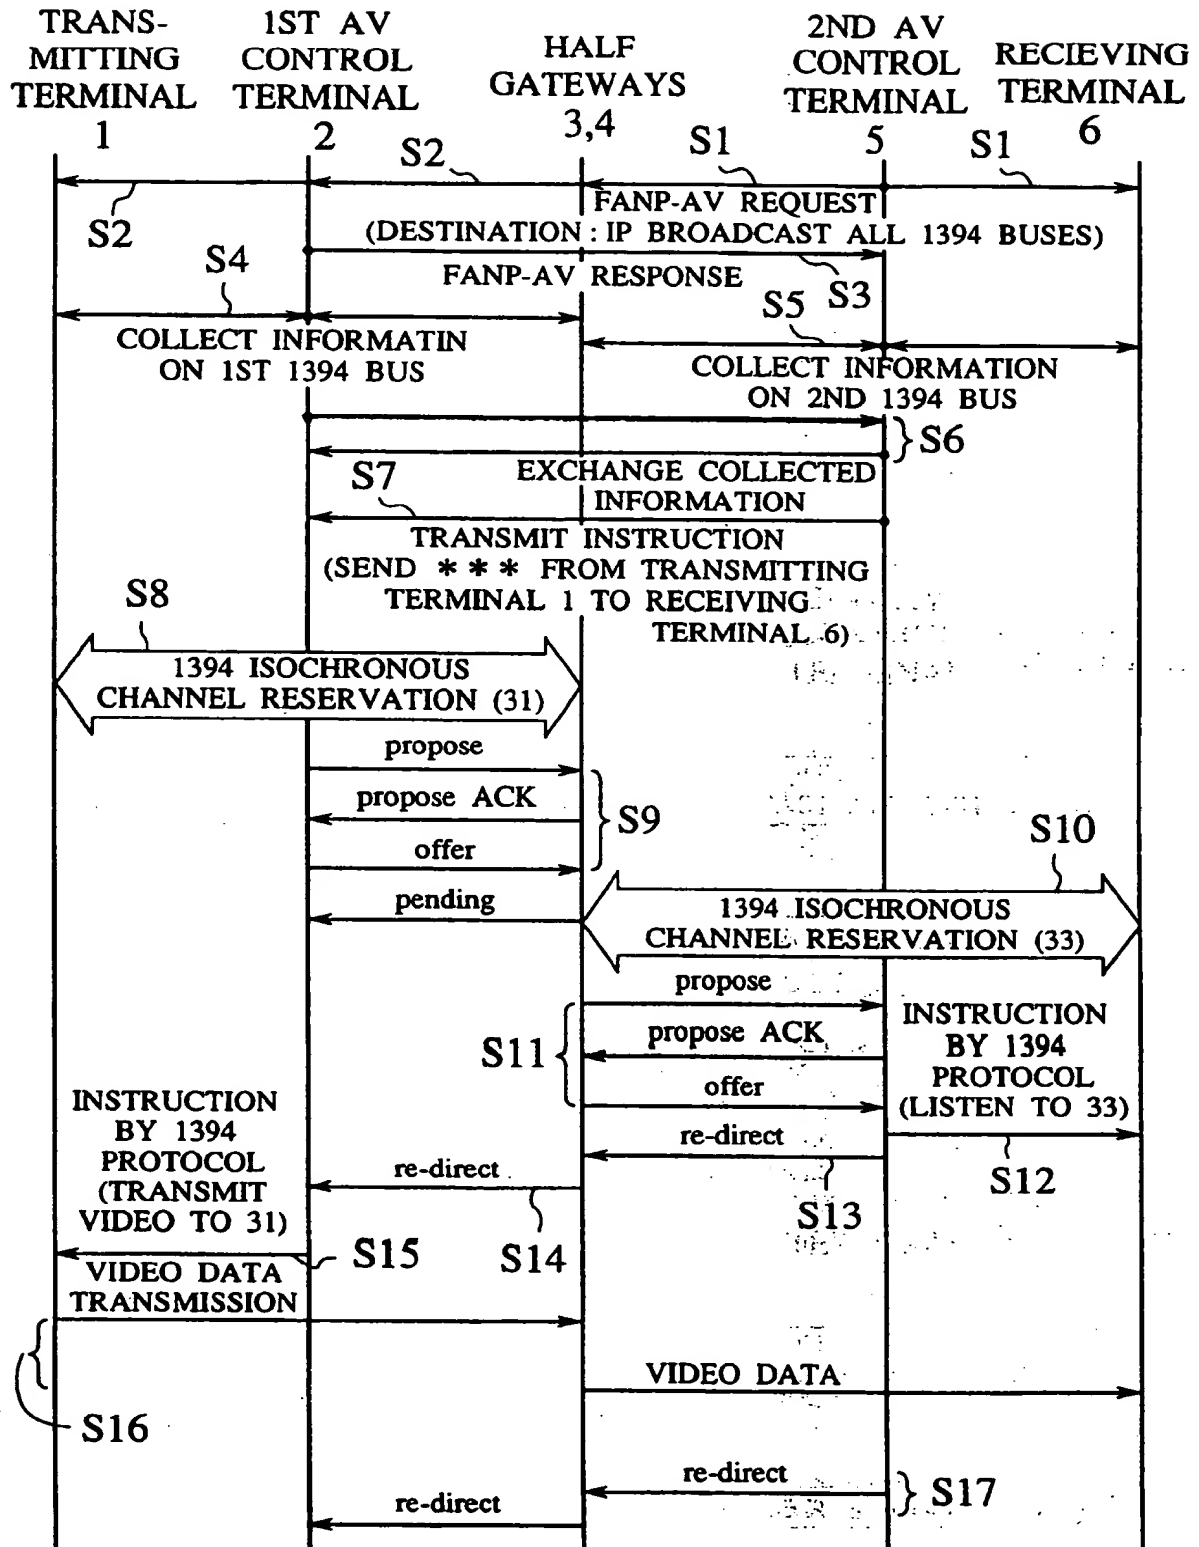 TRANS-
MITTING
TERMINAL
1
1ST AV
CONTROL
TERMINAL
2
HALF
GATEWAYS
3,4
2ND AV
CONTROL
TERMINAL
5
RECIEVING
TERMINAL
6
S2
S1
S1
S2
FANP-AV REQUEST
(DESTINATION : IP BROADCAST ALL 1394 BUSES)
S4
FANP-AV RESPONSE
S3
S5
COLLECT INFORMATIN
ON 1ST 1394 BUS
COLLECT INFORMATION
ON 2ND 1394 BUS
S6
S7
EXCHANGE COLLECTED
INFORMATION
TRANSMIT INSTRUCTION
(SEND * * * FROM TRANSMITTING
TERMINAL 1 TO RECEIVING
TERMINAL 6)
S8
1394 ISOCHRONOUS
CHANNEL RESERVATION (31)
propose
propose ACK
S9
offer
S10
pending
1394 ISOCHRONOUS
CHANNEL RESERVATION (33)
propose
S11
propose ACK
offer
INSTRUCTION
BY 1394
PROTOCOL
(LISTEN TO 33)
INSTRUCTION
BY 1394
PROTOCOL
(TRANSMIT
VIDEO TO 31)
re-direct
re-direct
S12
S13
S14
S15
VIDEO DATA
TRANSMISSION
VIDEO DATA
S16
re-direct
S17
re-direct